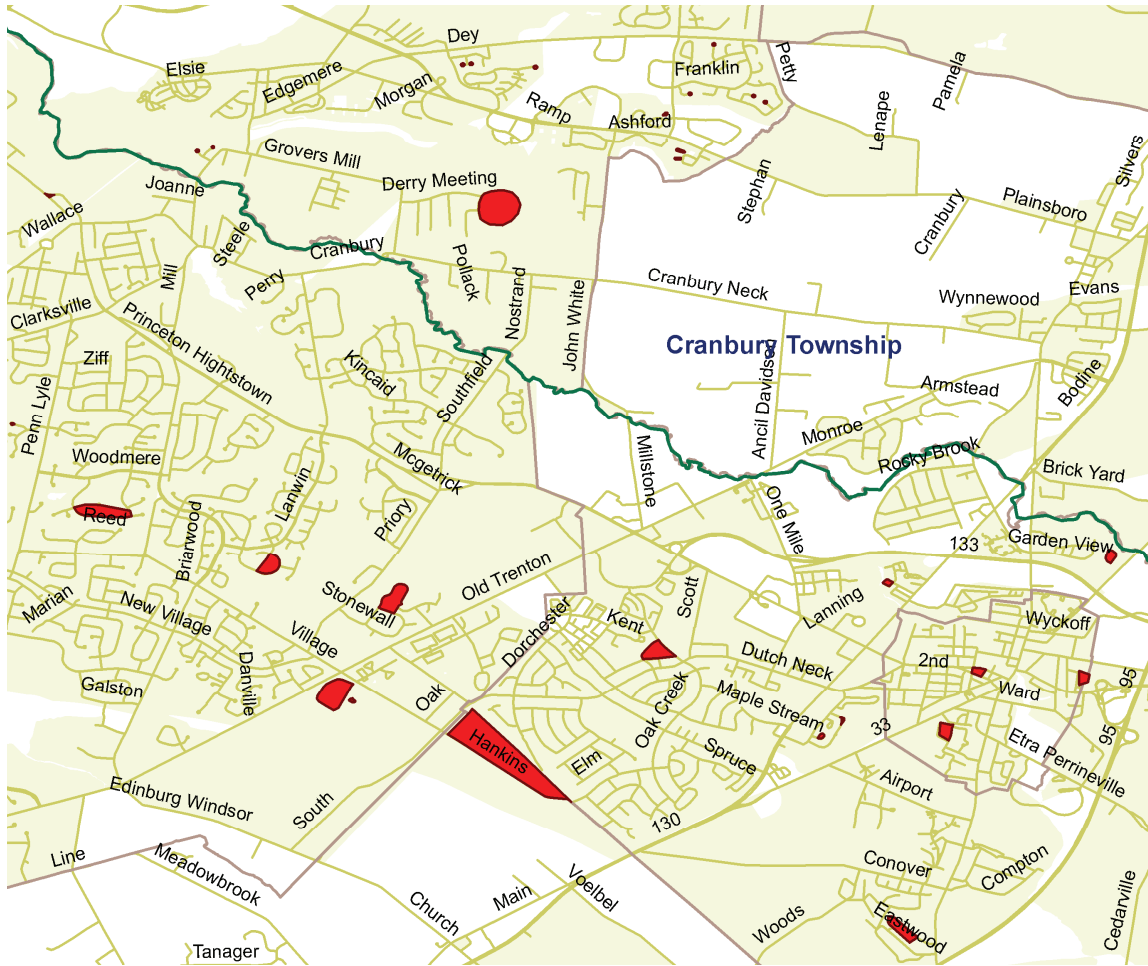 Dey
Elsie
Edgemere
Morgan
Franklin
Petty
Pamela
Ramp
Ashford
Lenape
Grovers Mill
Silvers
Joanne
Derry Meeting
Stephan
Plainsboro
Wallace
Steele
Cranbury
Cranbury
Mill
Perry
Pollack
Nostrand
John White
Cranbury Neck
Wynnewood
Evans
Clarksville
Princeton Hightstown
Cranbury Township
Ziff
Kincaid
Southfield
Ancil Davidson
Armstead
Bodine
Penn Lyle
Monroe
Woodmere
Mcgetrick
Millstone
Rocky Brook
Brick Yard
Lanwin
Reed
Priory
One Mile
Briarwood
133
Garden View
Marian
New Village
Stonewall
Old Trenton
Scott
Lanning
Village
Dorchester
Kent
Wyckoff
Danville
Dutch Neck
2nd
95
Galston
Oak
Oak Creek
Maple Stream
Ward
33
95
Hankins
Elm
Spruce
Etra Perrineville
Edinburg Windsor
South
Airport
130
Line
Meadowbrook
Conover
Compton
Church
Main
Voelbel
Woods
Eastwood
Cedarville
Tanager